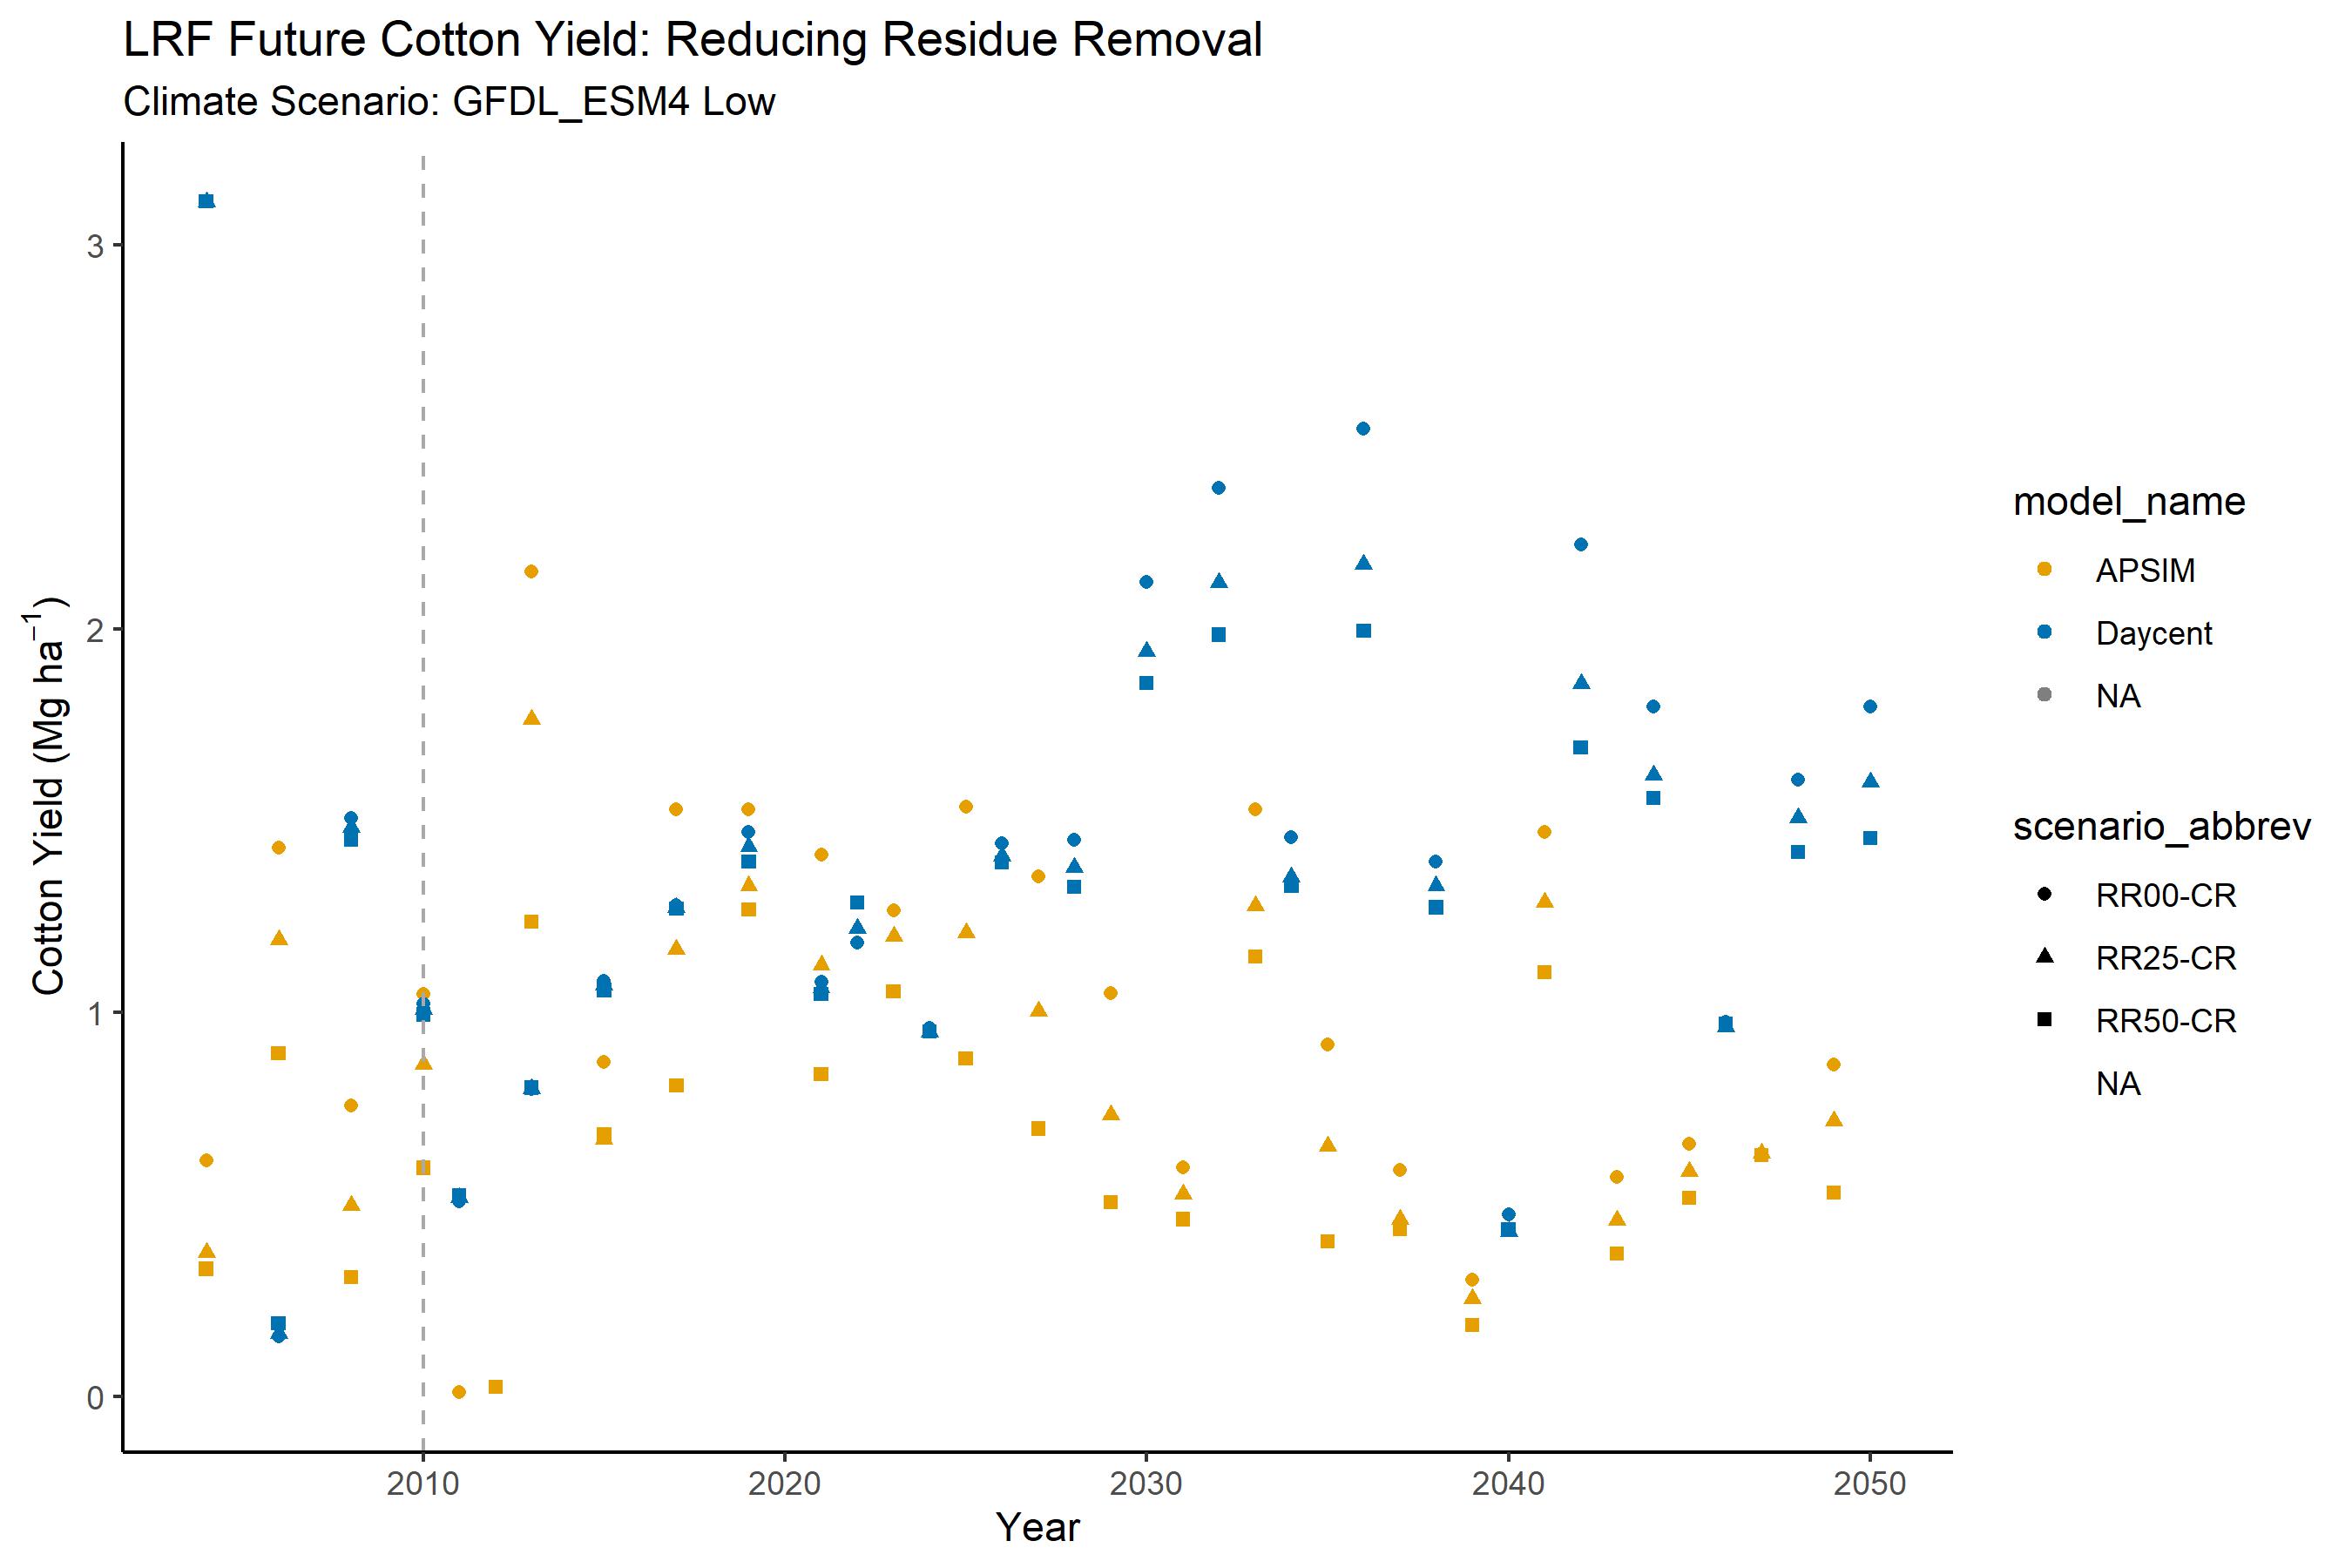 LRF Future Cotton Yield: Reducing Residue Removal
Climate Scenario: GFDL_ESM4 Low
Cotton Yield (Mg ha⁻¹)
3
2
1
0
2010
2020
2030
2040
2050
Year
model_name
APSIM
Daycent
NA
scenario_abbrev
RR00-CR
RR25-CR
RR50-CR
NA